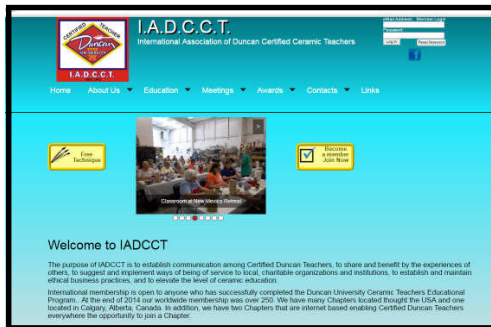 I.A.D.C.C.T.
International Association of Duncan Certified Ceramic Teachers
eMail Address Member Login
Password
Log In Reset Password
CERTIFIED TEACHER
Duncan
UNIVERSITY
I.A.D.C.C.T.
Home About Us Education Meetings Awards Contacts Links
Free
Technique
Classroom at New Mexico Retreat
Become
a member
Join Now
Welcome to IADCCT
The purpose of IADCCT is to establish communication among Certified Duncan Teachers, to share and benefit by the experiences of
others, to suggest and implement ways of being of service to local, charitable organizations and institutions, to establish and maintain
ethical business practices, and to elevate the level of ceramic education.
International membership is open to anyone who has successfully completed the Duncan University Ceramic Teachers Educational
Program. At the end of 2014 our worldwide membership was over 250. We have many Chapters located thought the USA and one
located in Calgary, Alberta, Canada. In addition, we have two Chapters that are internet based enabling Certified Duncan Teachers
everywhere the opportunity to join a Chapter.